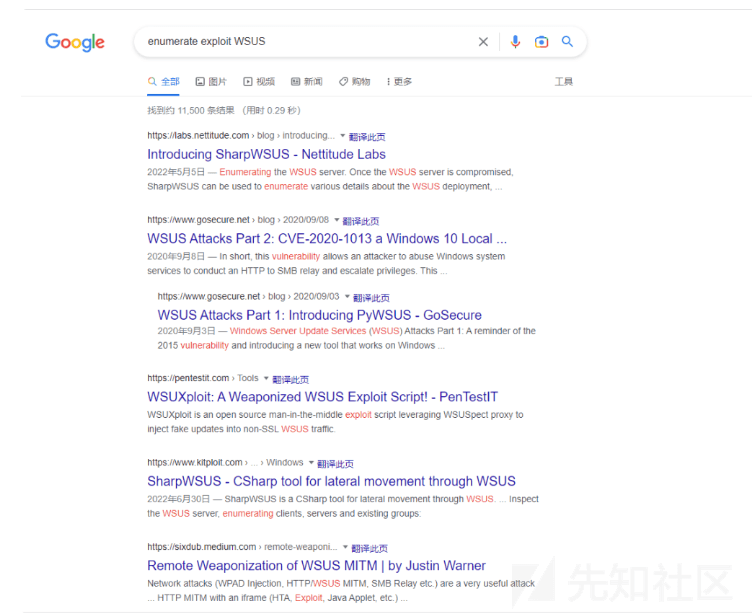 Google
enumerate exploit WSUS
全部 图片 视频 新闻 购物 更多 工具
找到约 11,500 条结果 （用时 0.29 秒）
https://labs.nettitude.com › blog › introducing... 翻译此页
Introducing SharpWSUS - Nettitude Labs
2022年5月5日 — Enumerating the WSUS server. Once the WSUS server is compromised,
SharpWSUS can be used to enumerate various details about the WSUS deployment, ...
https://www.gosecure.net › blog › 2020/09/08 翻译此页
WSUS Attacks Part 2: CVE-2020-1013 a Windows 10 Local ...
2020年9月8日 — In short, this vulnerability allows an attacker to abuse Windows system
services to conduct an HTTP to SMB relay and escalate privileges. This ...
https://www.gosecure.net › blog › 2020/09/03 翻译此页
WSUS Attacks Part 1: Introducing PyWSUS - GoSecure
2020年9月3日 — Windows Server Update Services (WSUS) Attacks Part 1: A reminder of the
2015 vulnerability and introducing a new tool that works on Windows ...
https://pentestit.com › Tools 翻译此页
WSUXploit: A Weaponized WSUS Exploit Script! - PenTestIT
WSUXploit is an open source man-in-the-middle exploit script leveraging WSUSpect proxy to
inject fake updates into non-SSL WSUS traffic.
https://www.kitploit.com › ... › Windows 翻译此页
SharpWSUS - CSharp tool for lateral movement through WSUS
2022年6月30日 — SharpWSUS is a CSharp tool for lateral movement through WSUS. ... Inspect
the WSUS server, enumerating clients, servers and existing groups:
https://sixdub.medium.com › remote-weaponi... 翻译此页
Remote Weaponization of WSUS MITM | by Justin Warner
Network attacks (WPAD Injection, HTTP/WSUS MITM, SMB Relay etc.) are a very useful attack
... HTTP MITM with an iframe (HTA, Exploit, Java Applet, etc.) ...
先知社区